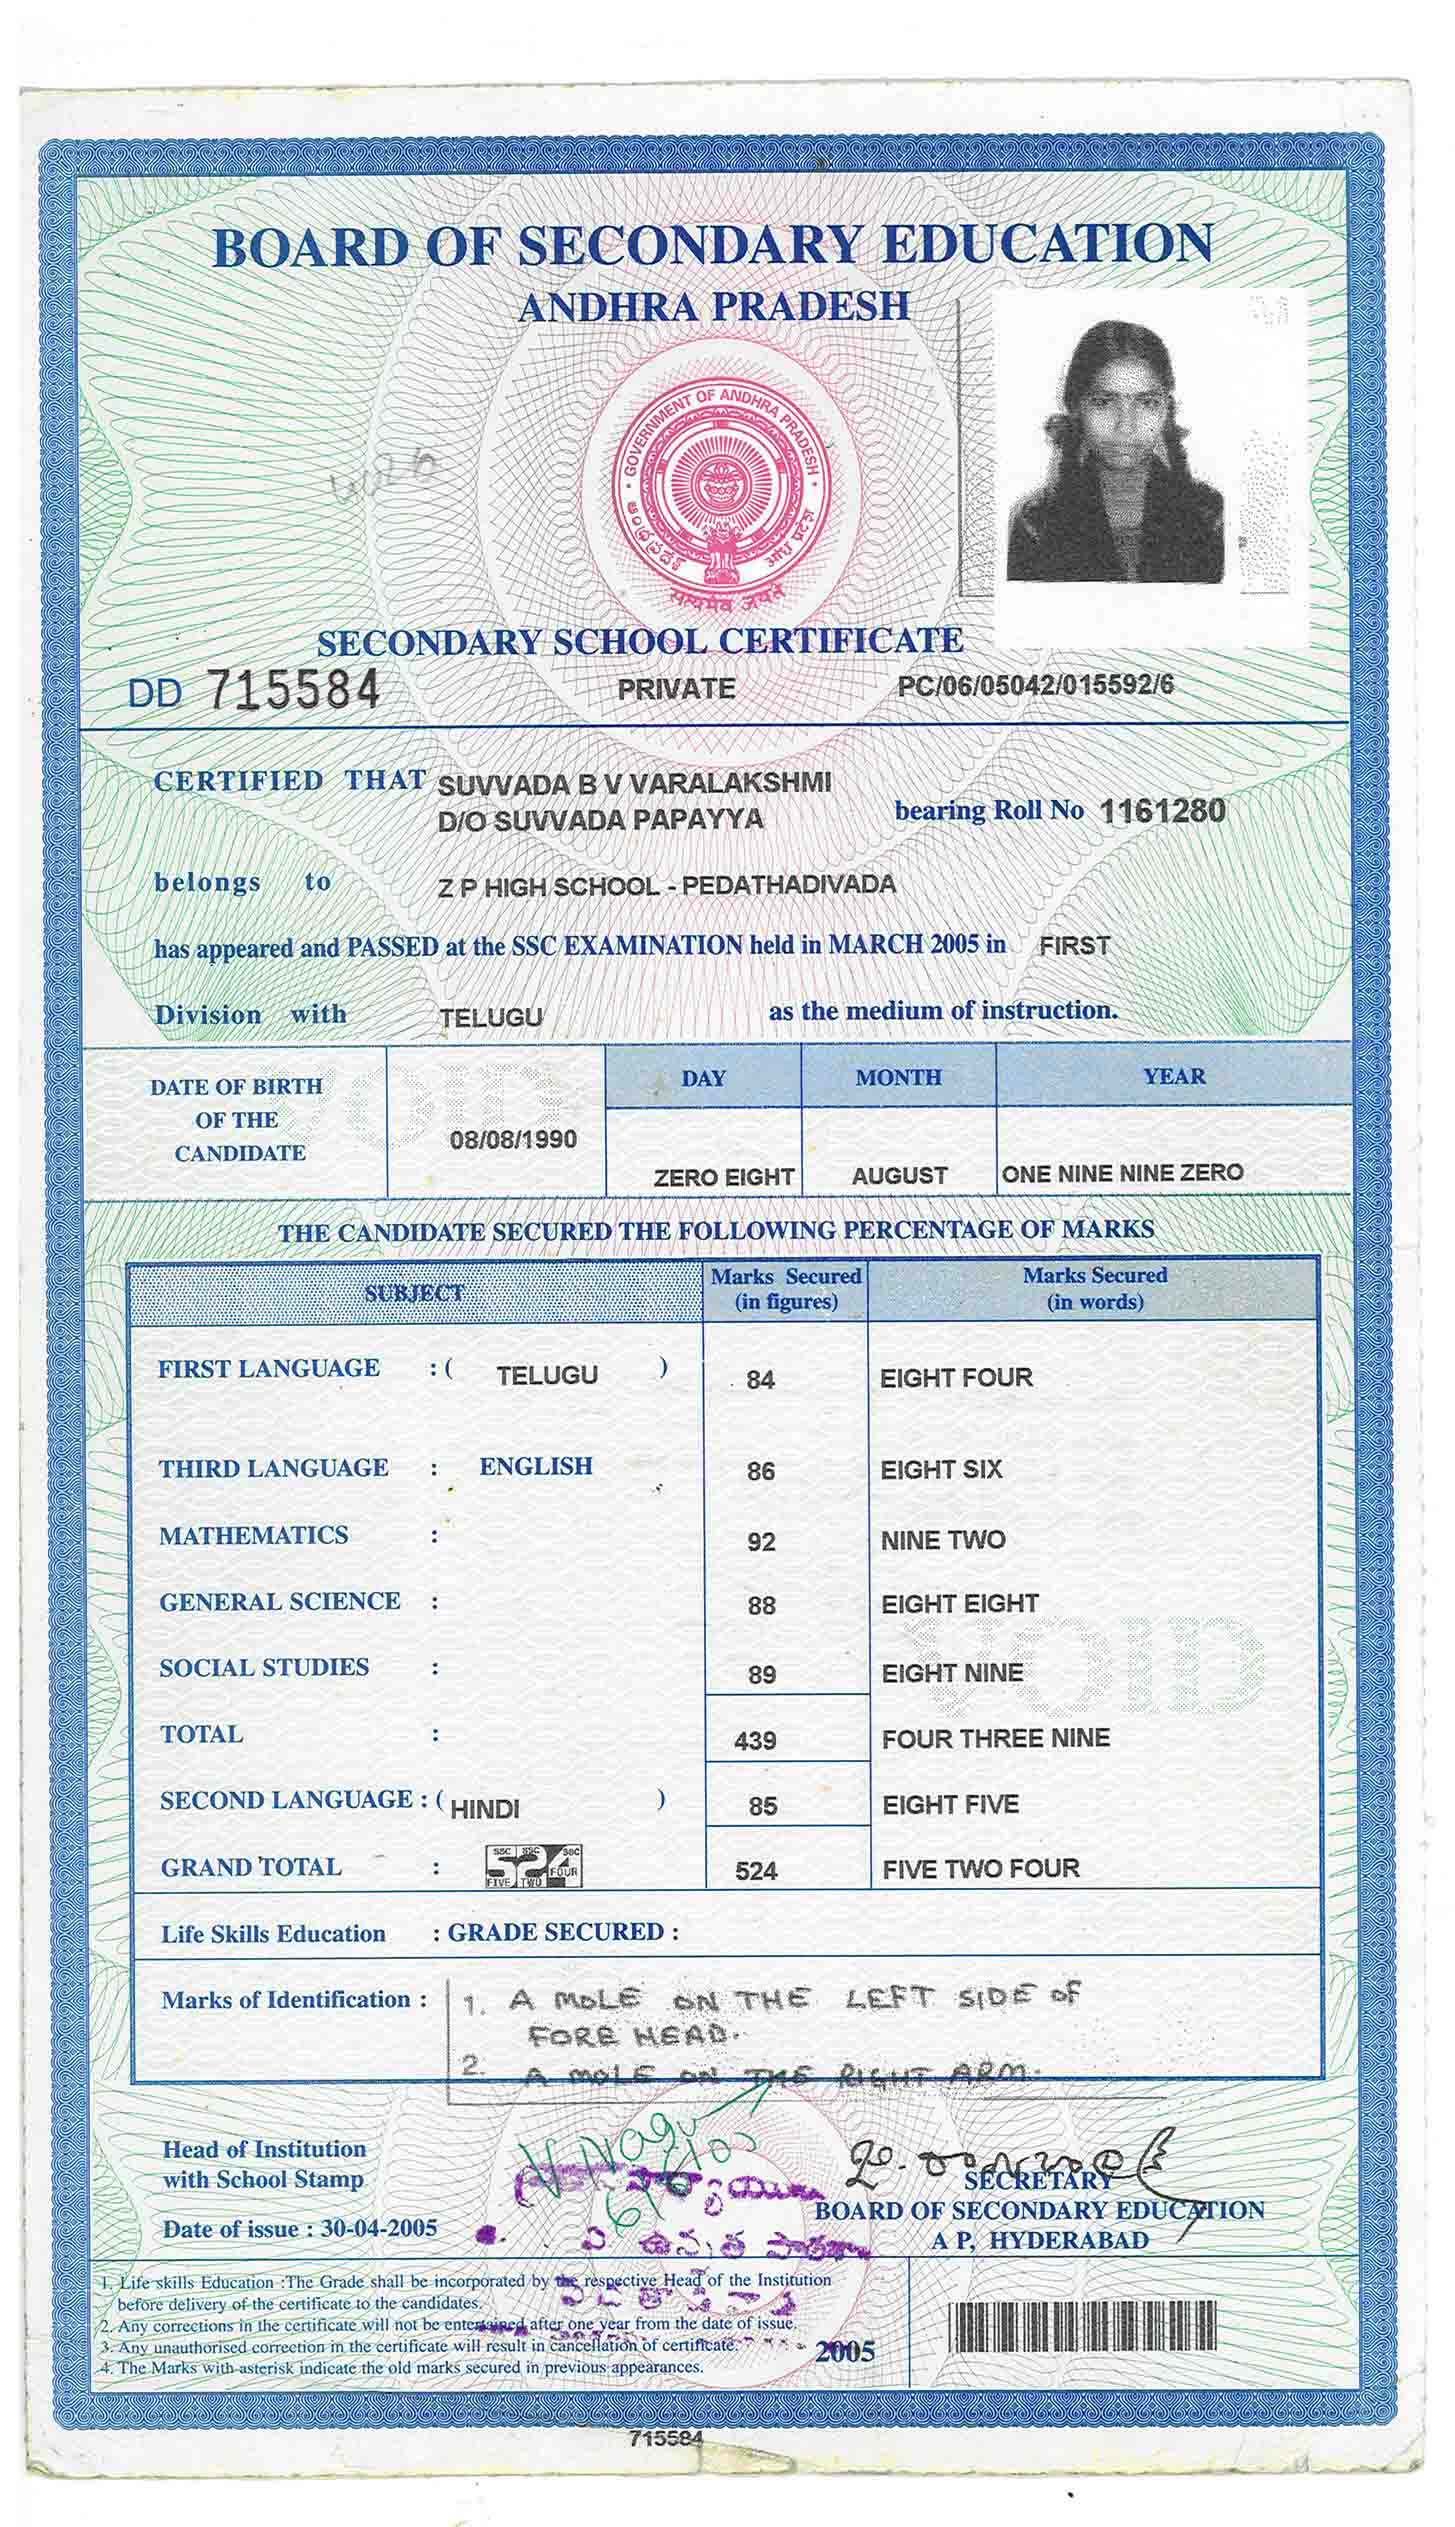 BOARD OF SECONDARY EDUCATION
ANDHRA PRADESH
GOVERNMENT OF ANDHRA PRADESH
ఆంధ్రప్రదేశ్
आंध्र प्रदेश
सत्यमेव जयते
SECONDARY SCHOOL CERTIFICATE
DD 715584 PRIVATE PC/06/05042/015592/6
CERTIFIED THAT SUVVADA B V VARALAKSHMI
D/O SUVVADA PAPAYYA bearing Roll No 1161280
belongs to Z P HIGH SCHOOL - PEDATHADIVADA
has appeared and PASSED at the SSC EXAMINATION held in MARCH 2005 in FIRST
Division with TELUGU as the medium of instruction.
DATE OF BIRTH OF THE CANDIDATE 08/08/1990
DAY MONTH YEAR
ZERO EIGHT AUGUST ONE NINE NINE ZERO
VOID
THE CANDIDATE SECURED THE FOLLOWING PERCENTAGE OF MARKS
SUBJECT Marks Secured (in figures) Marks Secured (in words)
FIRST LANGUAGE : ( TELUGU ) 84 EIGHT FOUR
THIRD LANGUAGE : ENGLISH 86 EIGHT SIX
MATHEMATICS : 92 NINE TWO
GENERAL SCIENCE : 88 EIGHT EIGHT
VOID
SOCIAL STUDIES : 89 EIGHT NINE
TOTAL : 439 FOUR THREE NINE
SECOND LANGUAGE : ( HINDI ) 85 EIGHT FIVE
GRAND TOTAL : SSC SSC SSC 524 FIVE TWO FOUR 524 FIVE TWO FOUR
Life Skills Education : GRADE SECURED :
Marks of Identification : 1. A MOLE ON THE LEFT SIDE OF
FORE HEAD.
2. A MOLE ON THE RIGHT ARM.
Head of Institution
with School Stamp
SECRETARY
BOARD OF SECONDARY EDUCATION
Date of issue : 30-04-2005
A P, HYDERABAD
1. Life skills Education :The Grade shall be incorporated by the respective Head of the Institution
before delivery of the certificate to the candidates.
2. Any corrections in the certificate will not be entertained after one year from the date of issue.
3. Any unauthorised correction in the certificate will result in cancellation of certificate.
4. The Marks with asterisk indicate the old marks secured in previous appearances.
2005
715584